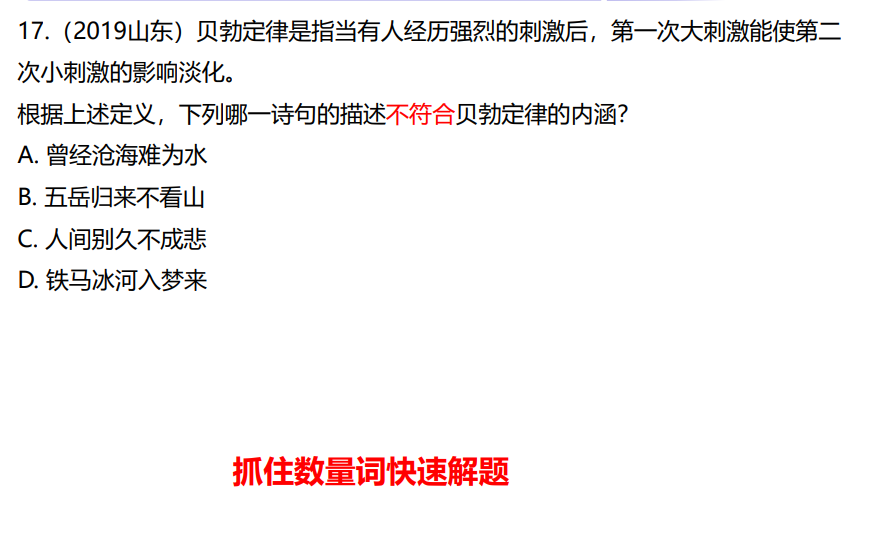 17.（2019山东）贝勃定律是指当有人经历强烈的刺激后，第一次大刺激能使第二
次小刺激的影响淡化。
根据上述定义，下列哪一诗句的描述不符合贝勃定律的内涵？
A. 曾经沧海难为水
B. 五岳归来不看山
C. 人间别久不成悲
D. 铁马冰河入梦来
抓住数量词快速解题